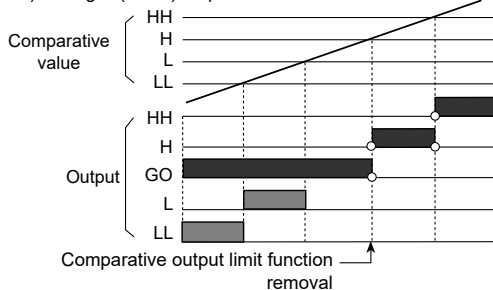 HH
Comparative
value
H
L
LL
HH
H
Output
GO
L
LL
Comparative output limit function
removal